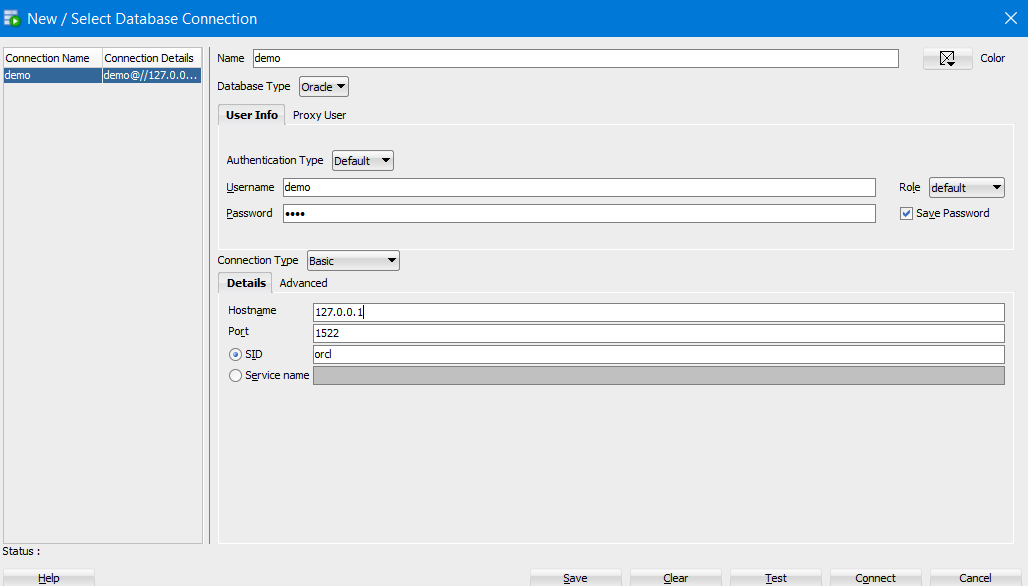 New / Select Database Connection
Connection Name Connection Details
demo demo@//127.0.0...
Name demo Color
Database Type Oracle
User Info Proxy User
Authentication Type Default
Username demo Role default
Password •••• Save Password
Connection Type Basic
Details Advanced
Hostname 127.0.0.1
Port 1522
SID orcl
Service name
Status :
Help Save Clear Test Connect Cancel